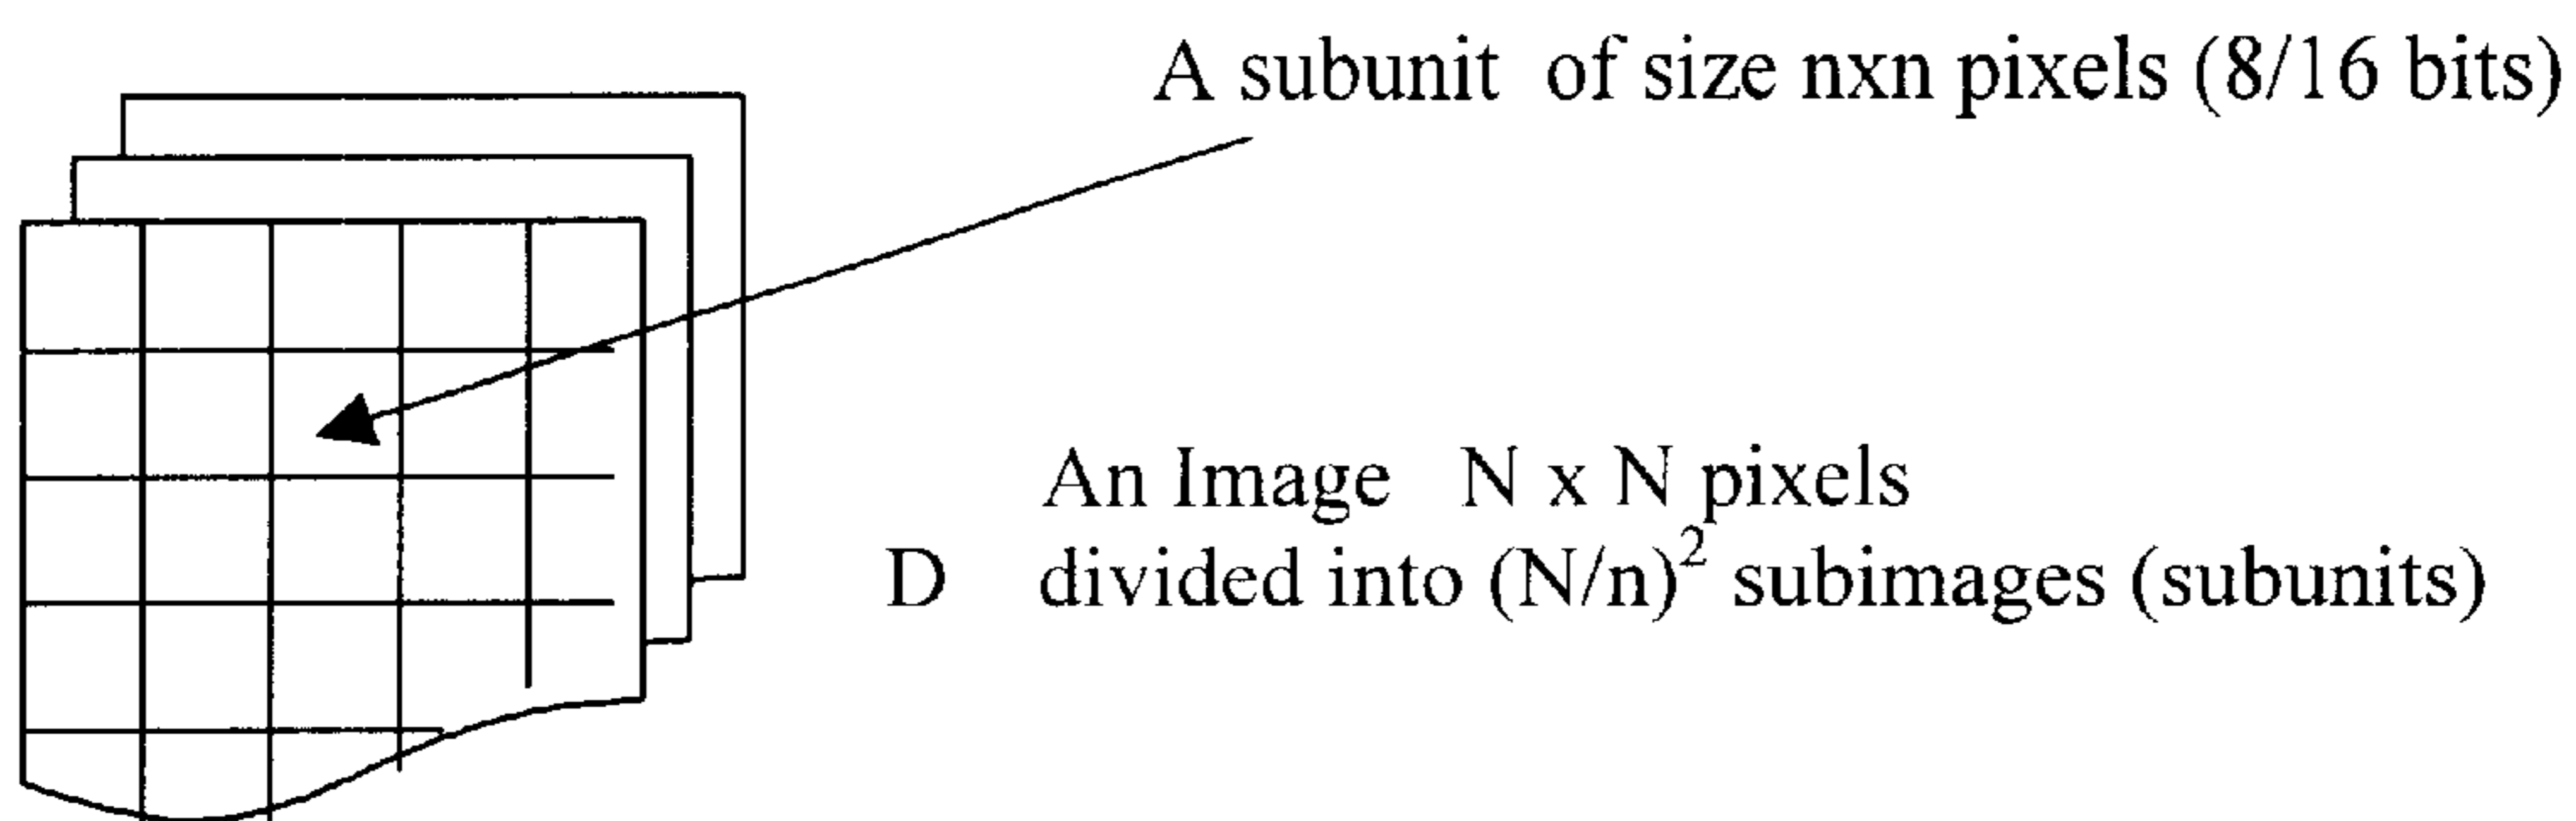 A subunit of size nxn pixels (8/16 bits)
An Image N x N pixels
D divided into (N/n)² subimages (subunits)